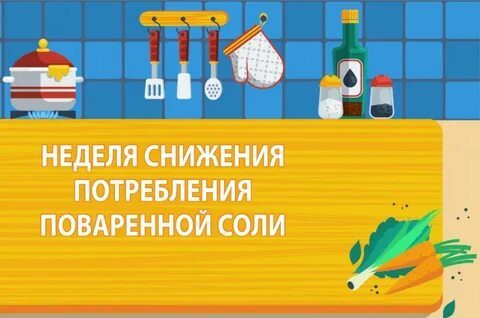 НЕДЕЛЯ СНИЖЕНИЯ
ПОТРЕБЛЕНИЯ
ПОВАРЕННОЙ СОЛИ